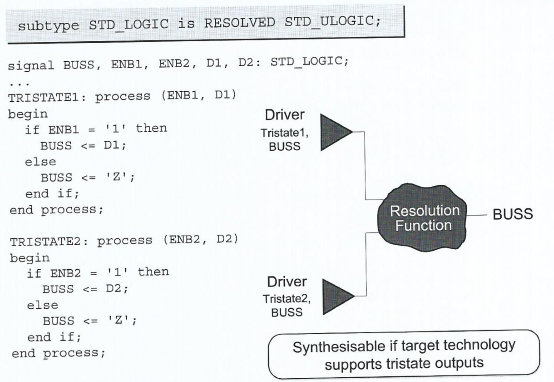 subtype STD_LOGIC is RESOLVED STD_ULOGIC;
signal BUSS, ENB1, ENB2, D1, D2: STD_LOGIC;
...
TRISTATE1: process (ENB1, D1)
begin
if ENB1 = '1' then
BUSS <= D1;
else
BUSS <= 'Z';
end if;
end process;
TRISTATE2: process (ENB2, D2)
begin
if ENB2 = '1' then
BUSS <= D2;
else
BUSS <= 'Z';
end if;
end process;
Driver
Tristate1,
BUSS
Resolution
Function
BUSS
Driver
Tristate2,
BUSS
Synthesisable if target technology
supports tristate outputs